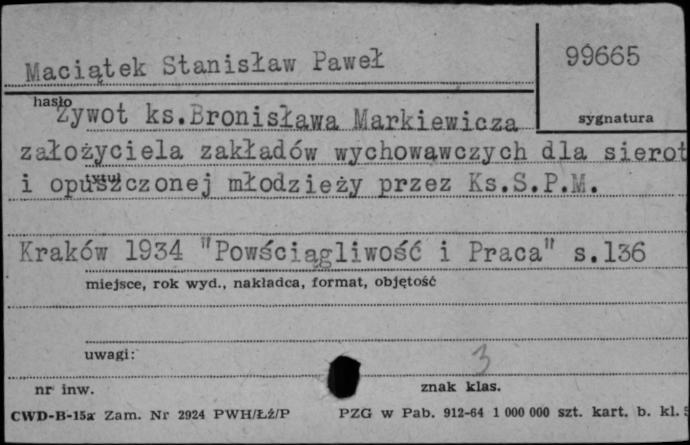 Maciątek Stanisław Paweł
99665
hasło
sygnatura
Żywot ks.Bronisława Markiewicza
założyciela zakładów wychowawczych dla sierot
tytuł
i opuszczonej młodzieży przez Ks.S.P.M.
Kraków 1934 "Powściągliwość i Praca" s.136
miejsce, rok wyd., nakładca, format, objętość
uwagi:
3
nr inw.
znak klas.
CWD-B-15a Zam. Nr 2924 PWH/Łź/P PZG w Pab. 912-64 1 000 000 szt. kart. b. kl.